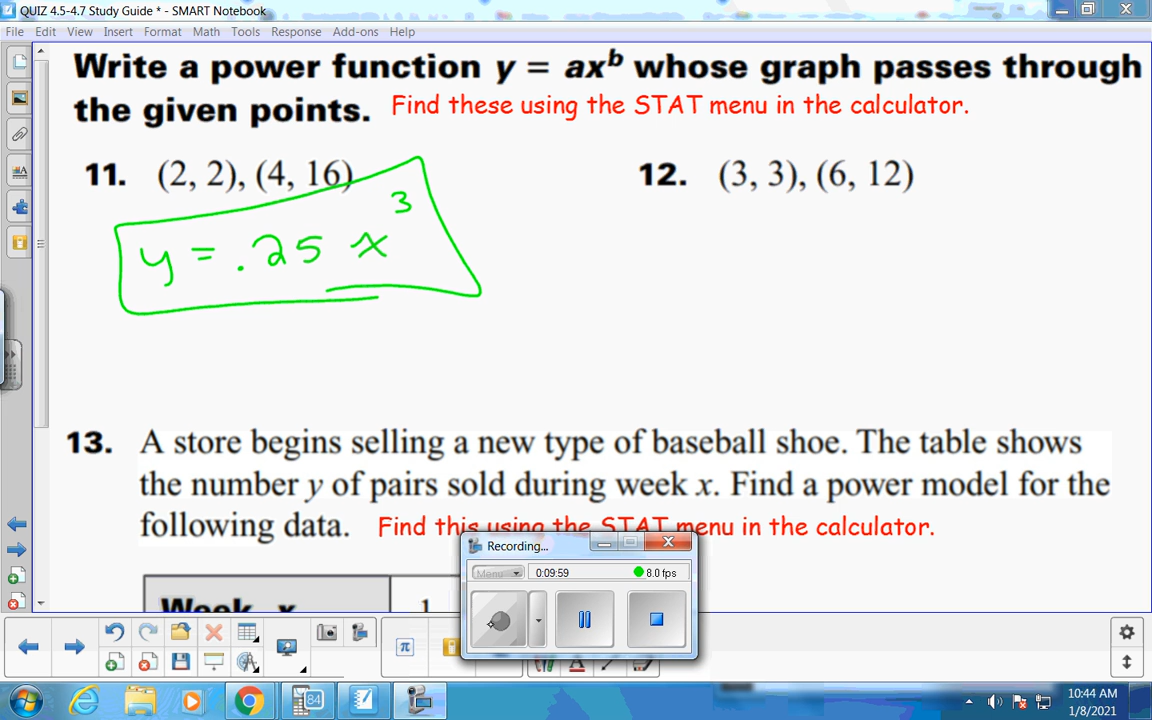 QUIZ 4.5-4.7 Study Guide * - SMART Notebook
File Edit View Insert Format Math Tools Response Add-ons Help
Write a power function y = ax^b whose graph passes through
the given points. Find these using the STAT menu in the calculator.
11. (2, 2), (4, 16) 12. (3, 3), (6, 12)
y = .25 x^3
13. A store begins selling a new type of baseball shoe. The table shows
the number y of pairs sold during week x. Find a power model for the
following data. Find this using the STAT menu in the calculator.
Recording...
Menu 0:09:59 8.0 fps
Week, x 1
π
A
84
10:44 AM
1/8/2021